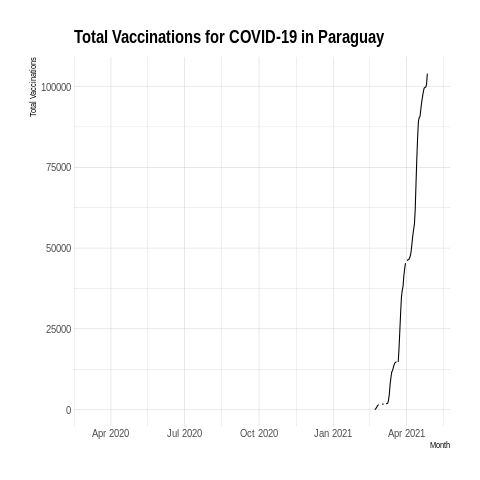 Total Vaccinations for COVID-19 in Paraguay
Total Vaccinations
100000
75000
50000
25000
0
Apr 2020 Jul 2020 Oct 2020 Jan 2021 Apr 2021
Month